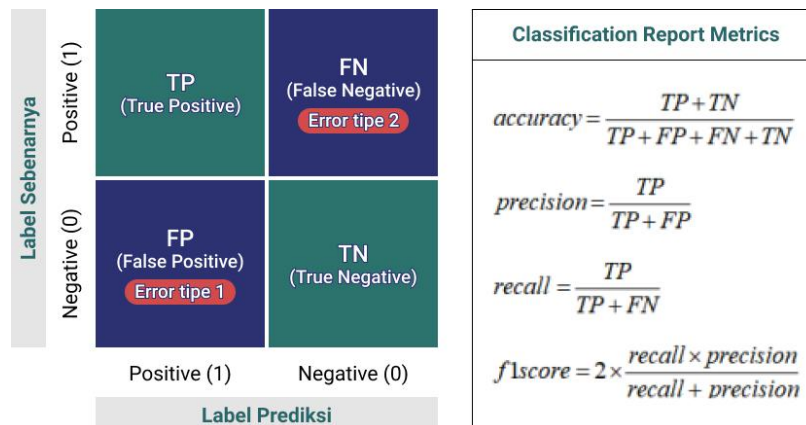 Label Sebenarnya
Positive (1)
Negative (0)
TP
(True Positive)
FN
(False Negative)
Error tipe 2
FP
(False Positive)
Error tipe 1
TN
(True Negative)
Positive (1)
Negative (0)
Label Prediksi
Classification Report Metrics
accuracy = TP + TN / TP + FP + FN + TN
precision = TP / TP + FP
recall = TP / TP + FN
f1score = 2 × recall × precision / recall + precision